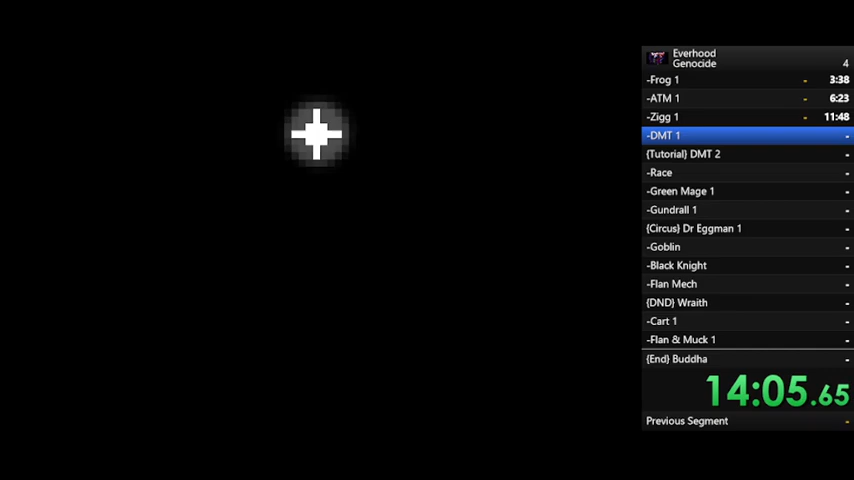 Everhood
Genocide 4
-Frog 1 - 3:38
-ATM 1 - 6:23
-Zigg 1 - 11:48
-DMT 1 -
{Tutorial} DMT 2 -
-Race -
-Green Mage 1 -
-Gundrall 1 -
{Circus} Dr Eggman 1 -
-Goblin -
-Black Knight -
-Flan Mech -
{DND} Wraith -
-Cart 1 -
-Flan & Muck 1 -
{End} Buddha -
14:05.65
Previous Segment -